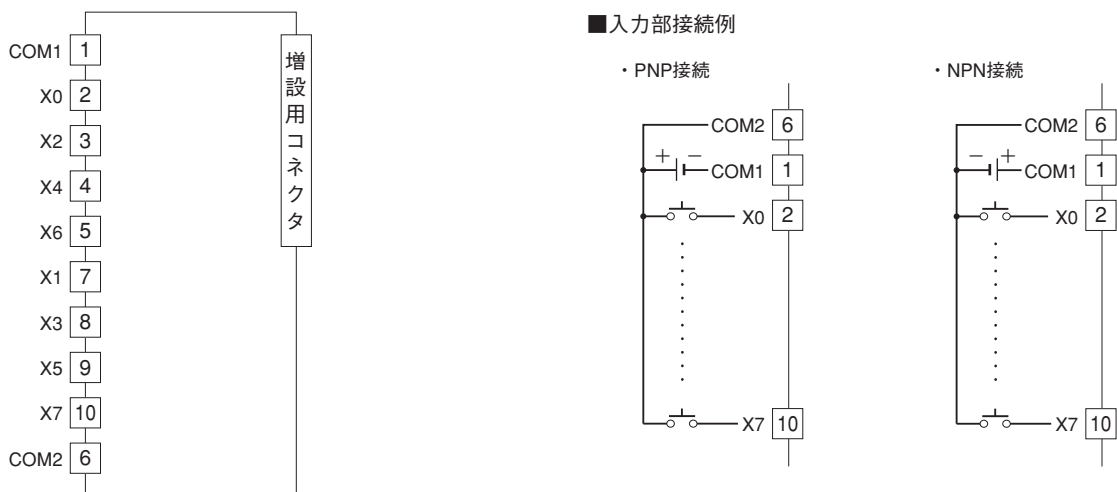 COM1 1
X0 2
X2 3
X4 4
X6 5
X1 7
X3 8
X5 9
X7 10
COM2 6
増設用コネクタ
■入力部接続例
・PNP接続
COM2 6
+ − COM1 1
X0 2
X7 10
・NPN接続
COM2 6
− + COM1 1
X0 2
X7 10